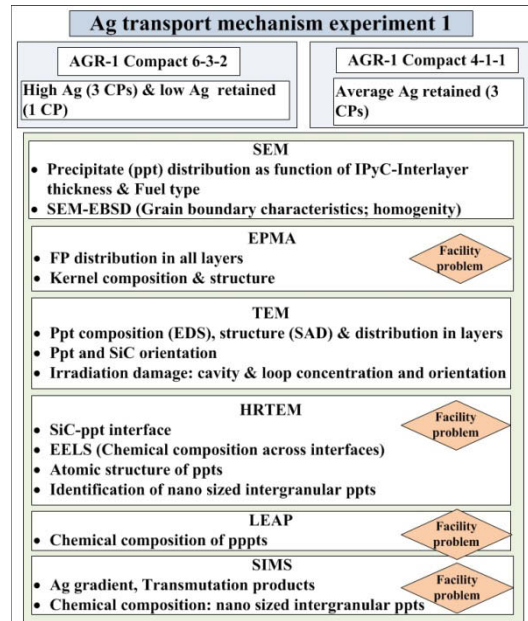 Ag transport mechanism experiment 1
AGR-1 Compact 6-3-2
High Ag (3 CPs) & low Ag retained
(1 CP)
AGR-1 Compact 4-1-1
Average Ag retained (3
CPs)
SEM
• Precipitate (ppt) distribution as function of IPyC-Interlayer
thickness & Fuel type
• SEM-EBSD (Grain boundary characteristics; homogenity)
EPMA
• FP distribution in all layers
• Kernel composition & structure
Facility
problem
TEM
• Ppt composition (EDS), structure (SAD) & distribution in layers
• Ppt and SiC orientation
• Irradiation damage: cavity & loop concentration and orientation
HRTEM
• SiC-ppt interface
• EELS (Chemical composition across interfaces)
• Atomic structure of ppts
• Identification of nano sized intergranular ppts
Facility
problem
LEAP
• Chemical composition of pppts
Facility
problem
SIMS
• Ag gradient, Transmutation products
• Chemical composition: nano sized intergranular ppts
Facility
problem